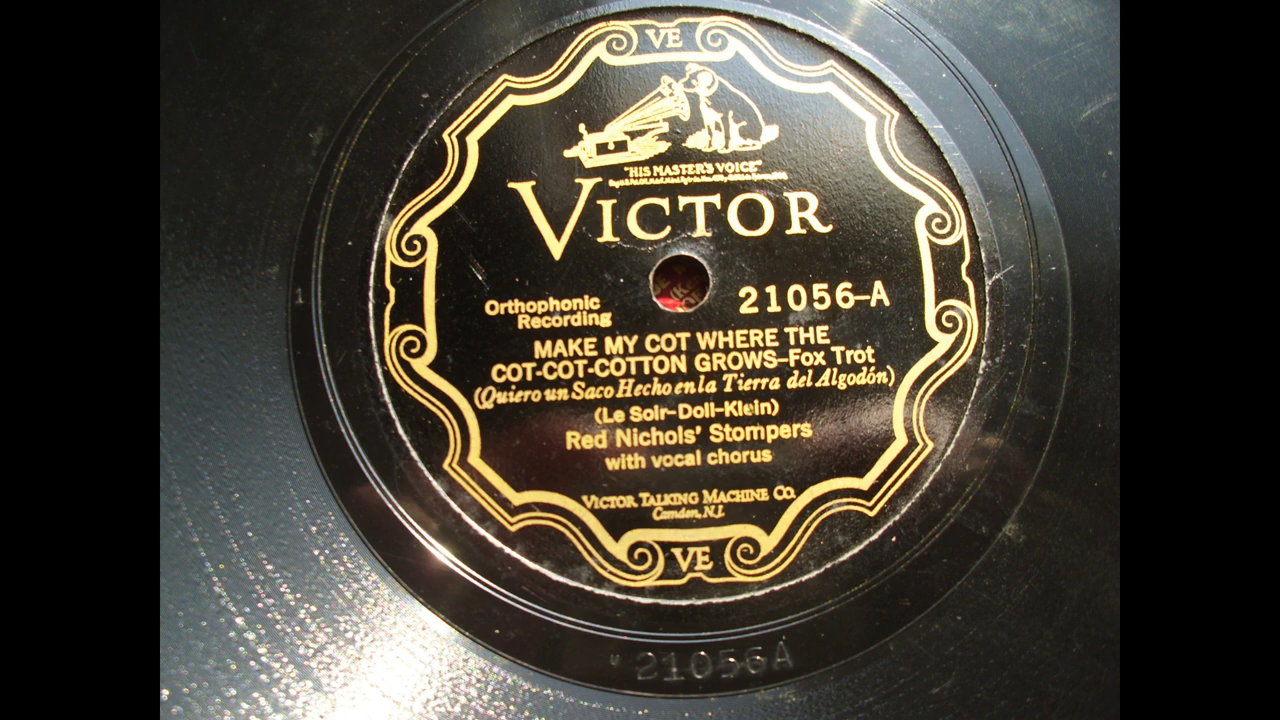 VE
"HIS MASTER'S VOICE"
VICTOR
Orthophonic
Recording
21056-A
MAKE MY COT WHERE THE
COT-COT-COTTON GROWS-Fox Trot
(Quiero un Saco Hecho en la Tierra del Algodón)
(Le Soir-Doll-Klein)
Red Nichols' Stompers
with vocal chorus
VICTOR TALKING MACHINE CO.
Camden, N.J.
VE
21056A
1